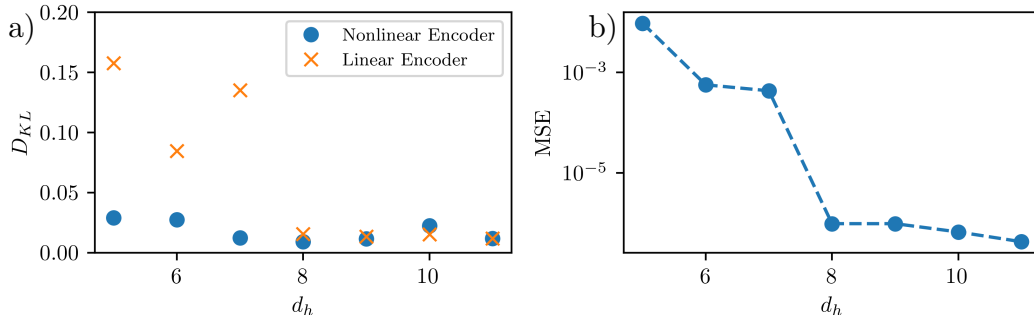 a)
0.20
0.15
0.10
0.05
0.00
D_{KL}
Nonlinear Encoder
Linear Encoder
6
8
10
d_h
b)
10^{-3}
10^{-5}
MSE
6
8
10
d_h